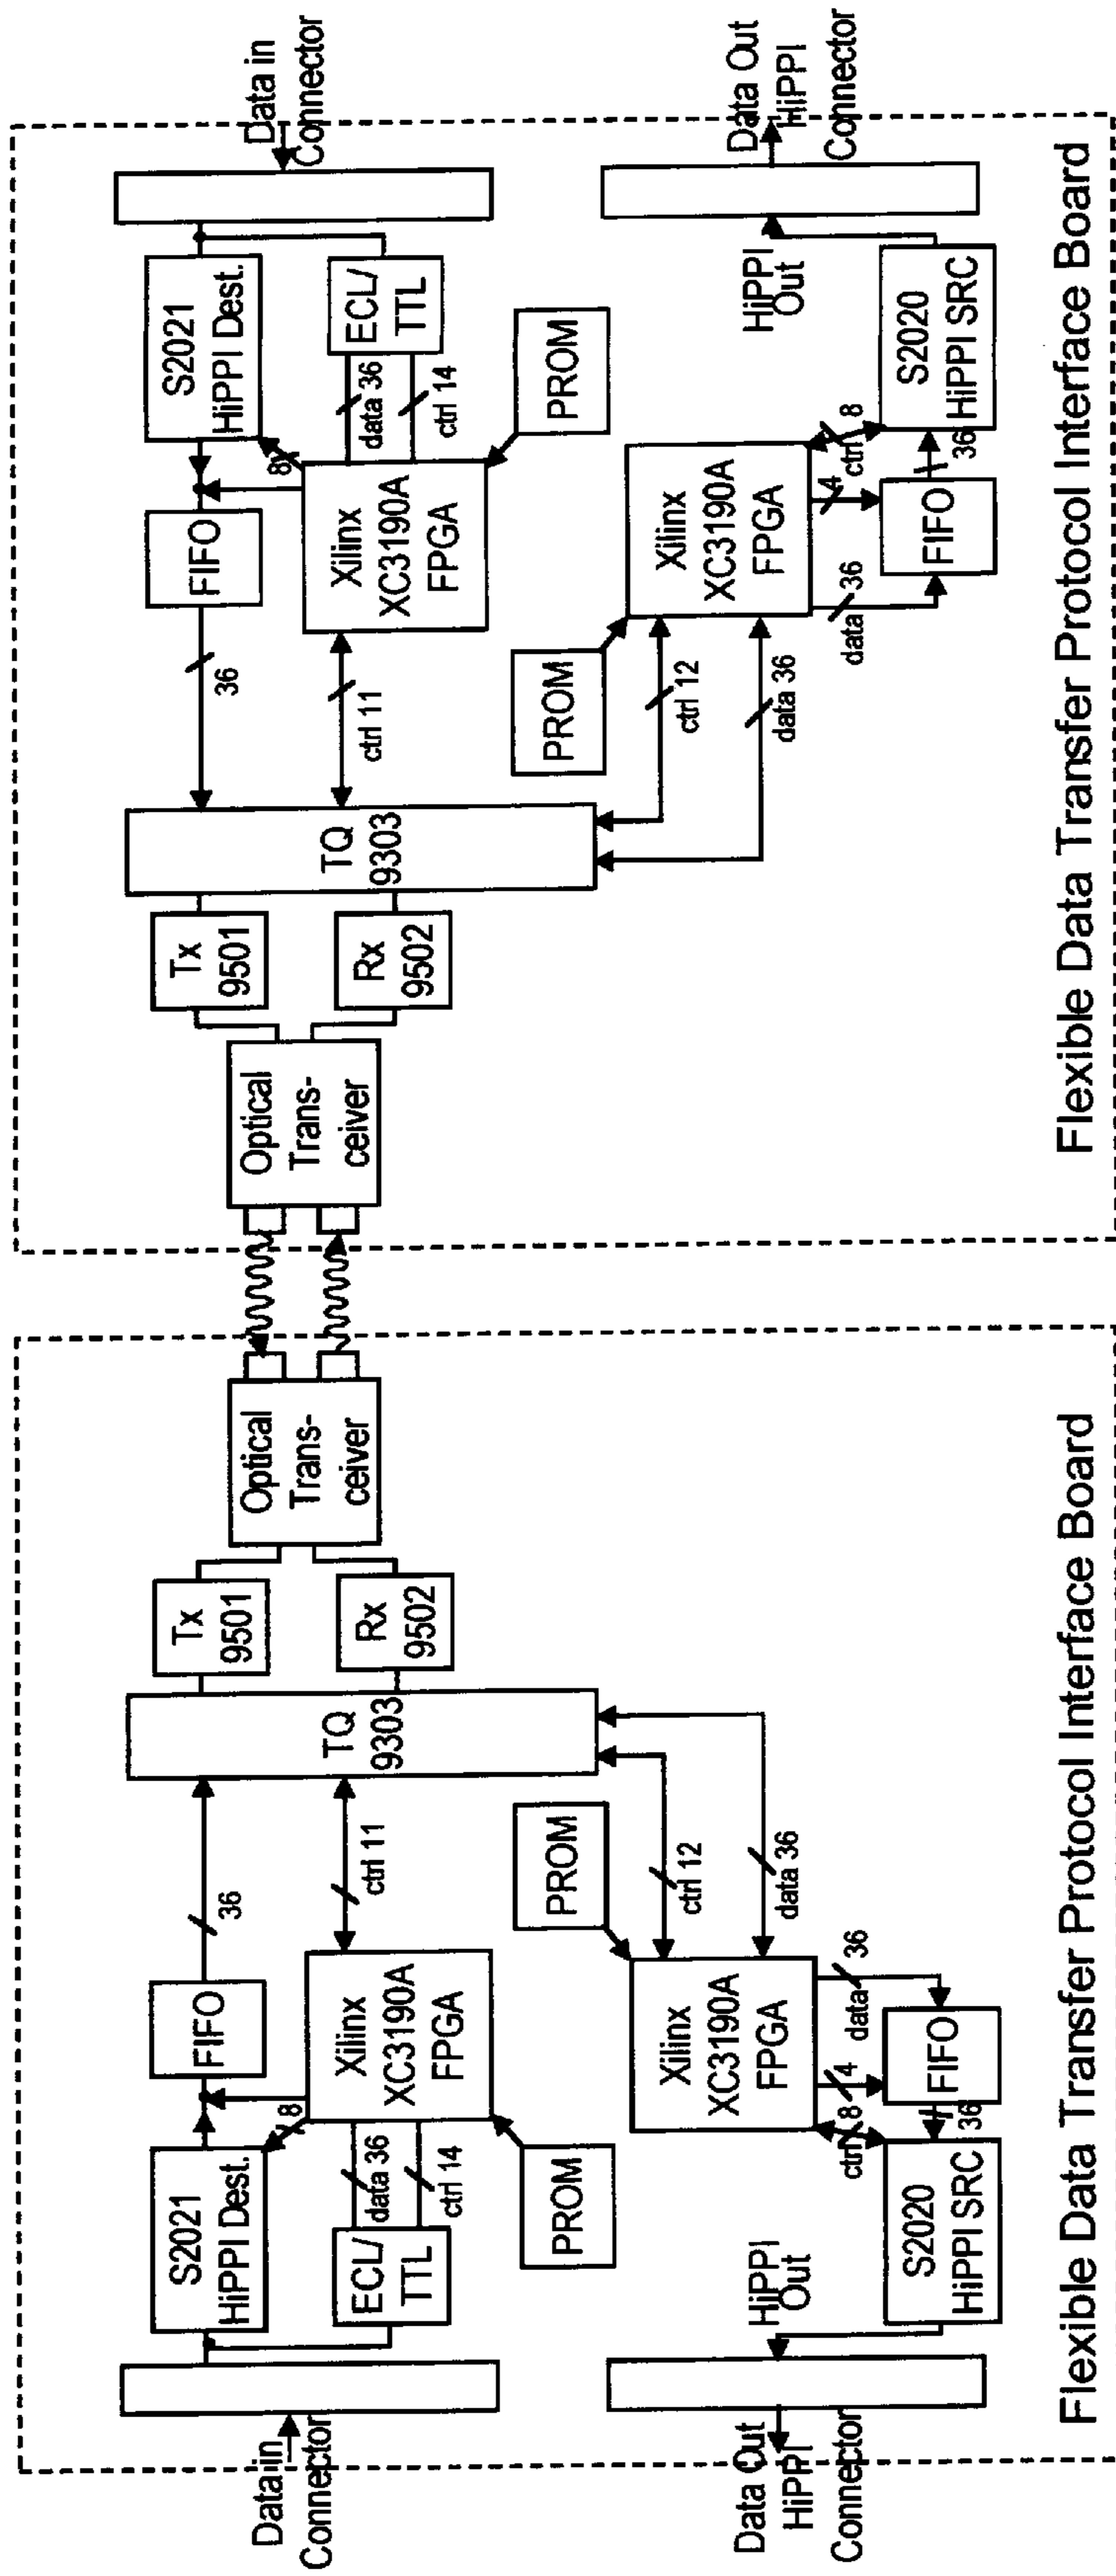 Data in
Connector
S2021
HiPPI Dest.
FIFO
36
8
ECL/
TTL
data 36
ctrl 14
Xilinx
XC3190A
FPGA
ctrl 11
PROM
TQ
9303
Tx
9501
Rx
9502
Optical
Trans-
ceiver
Data Out
HiPPI
Connector
HiPPI
Out
S2020
HiPPI SRC
ctrl 8
4
36
FIFO
data 36
Xilinx
XC3190A
FPGA
PROM
ctrl 12
data 36
Flexible Data Transfer Protocol Interface Board
Optical
Trans-
ceiver
Tx
9501
Rx
9502
TQ
9303
36
FIFO
S2021
HiPPI Dest.
8
ctrl 11
Xilinx
XC3190A
FPGA
data 36
ctrl 14
ECL/
TTL
PROM
Data in
Connector
PROM
ctrl 12
data 36
Xilinx
XC3190A
FPGA
data 36
4
ctrl 8
FIFO
36
S2020
HiPPI SRC
HiPPI
Out
Data Out
HiPPI
Connector
Flexible Data Transfer Protocol Interface Board